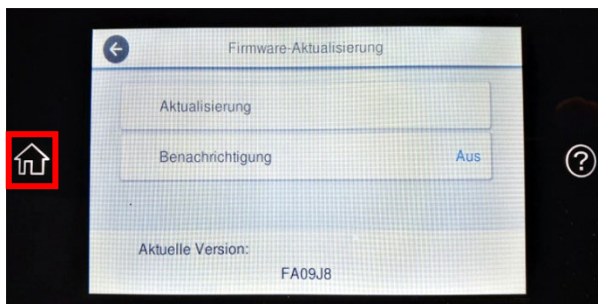 Firmware-Aktualisierung
Aktualisierung
Benachrichtigung Aus
?
Aktuelle Version:
FA09J8